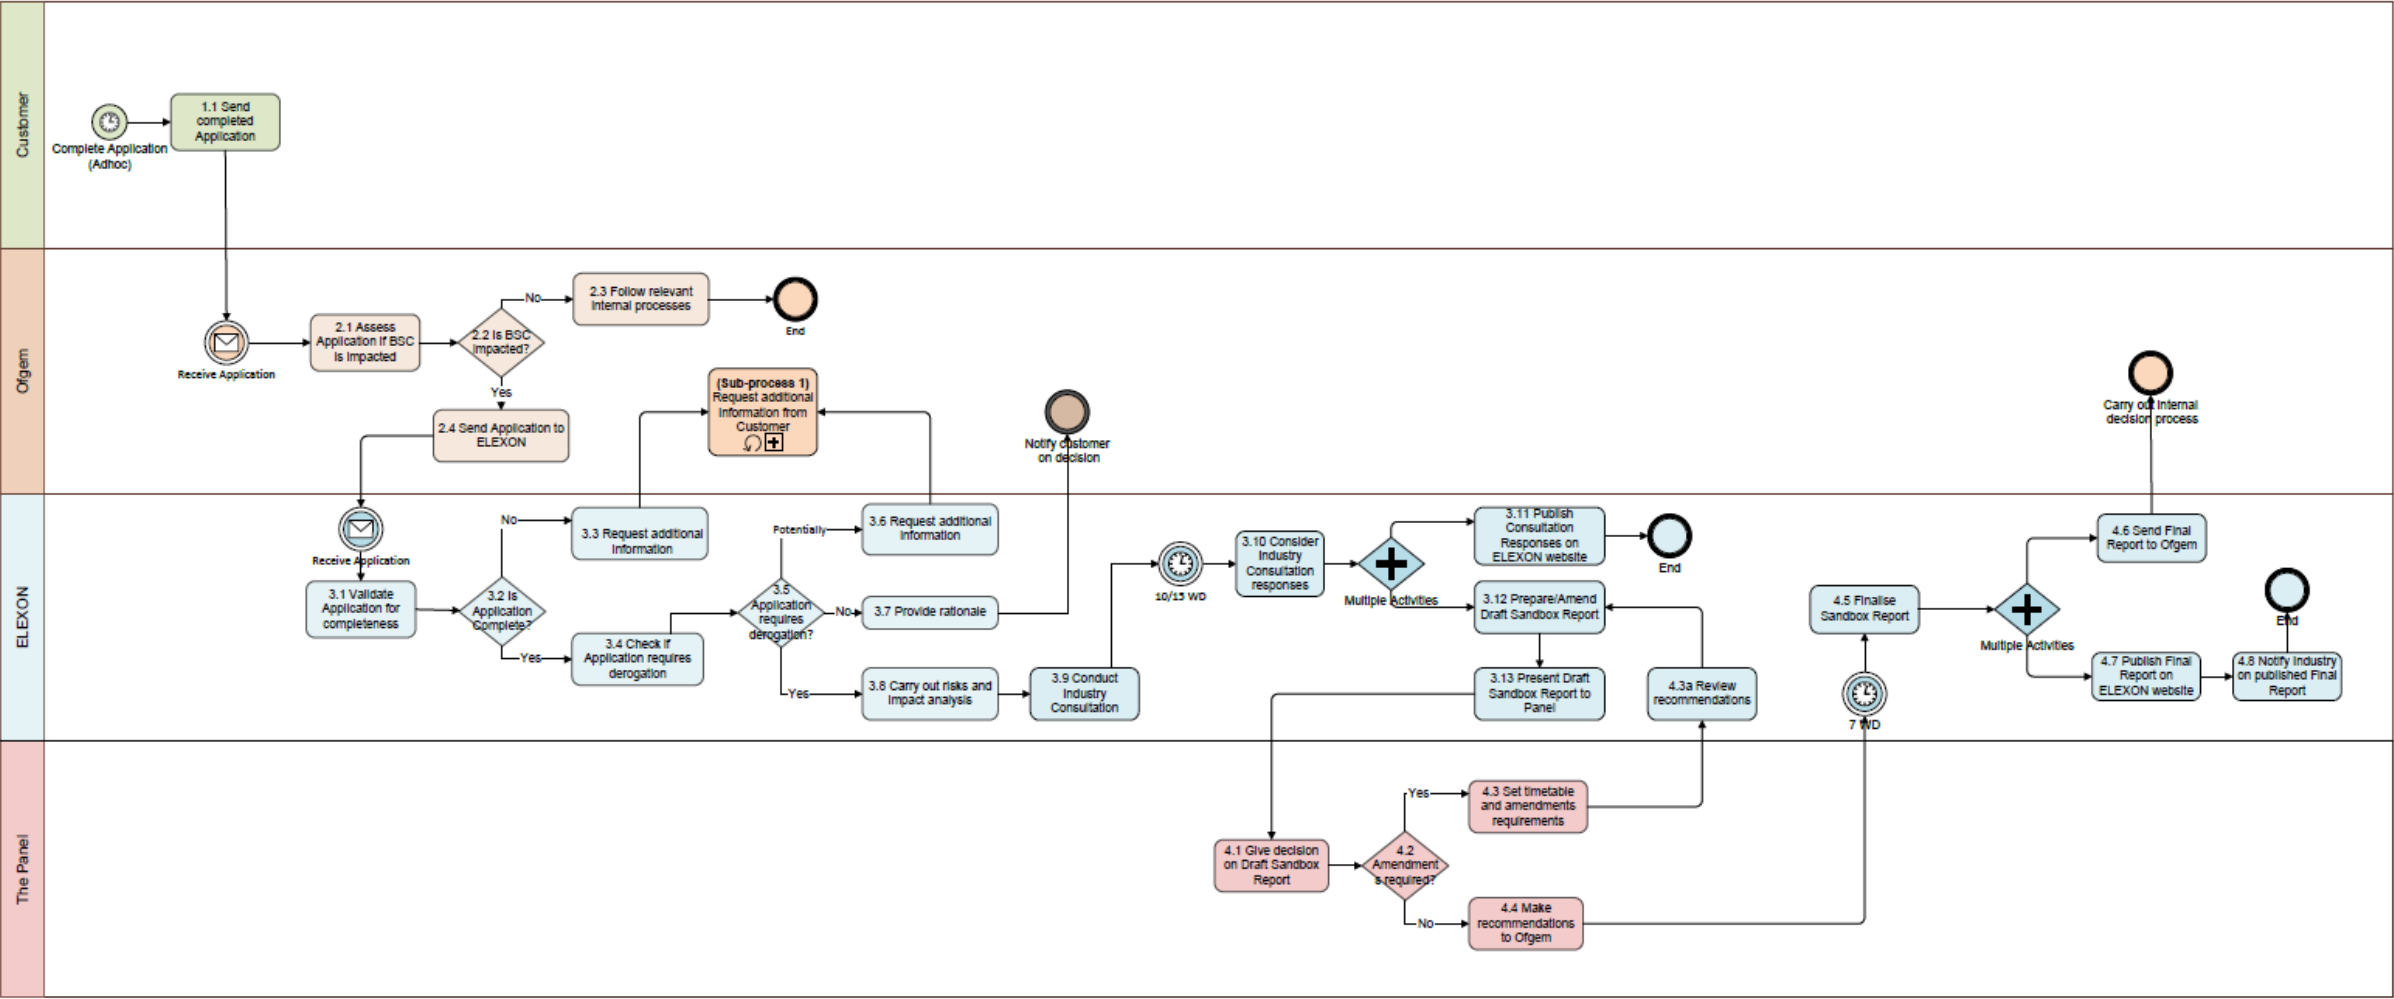 Customer
1.1 Send
completed
Application
Complete Application
(Adhoc)
Ofgem
Receive Application
2.1 Assess
Application if BSC
is impacted
2.2 Is BSC
impacted?
No
2.3 Follow relevant
internal processes
End
Yes
2.4 Send Application to
ELEXON
(Sub-process 1)
Request additional
information from
Customer
Notify customer
on decision
Carry out internal
decision process
ELEXON
Receive Application
3.1 Validate
Application for
completeness
3.2 Is
Application
Complete?
No
3.3 Request additional
information
Yes
3.4 Check if
Application requires
derogation
3.5
Application
requires
derogation?
Potentially
3.6 Request additional
information
No
3.7 Provide rationale
Yes
3.8 Carry out risks and
impact analysis
3.9 Conduct
Industry
Consultation
10/15 WD
3.10 Consider
Industry
Consultation
responses
Multiple Activities
3.11 Publish
Consultation
Responses on
ELEXON website
End
3.12 Prepare/Amend
Draft Sandbox Report
3.13 Present Draft
Sandbox Report to
Panel
4.3a Review
recommendations
4.5 Finalise
Sandbox Report
7 WD
Multiple Activities
4.6 Send Final
Report to Ofgem
4.7 Publish Final
Report on
ELEXON website
4.8 Notify Industry
on published Final
Report
End
The Panel
4.1 Give decision
on Draft Sandbox
Report
4.2
Amendment
s required?
Yes
4.3 Set timetable
and amendments
requirements
No
4.4 Make
recommendations
to Ofgem